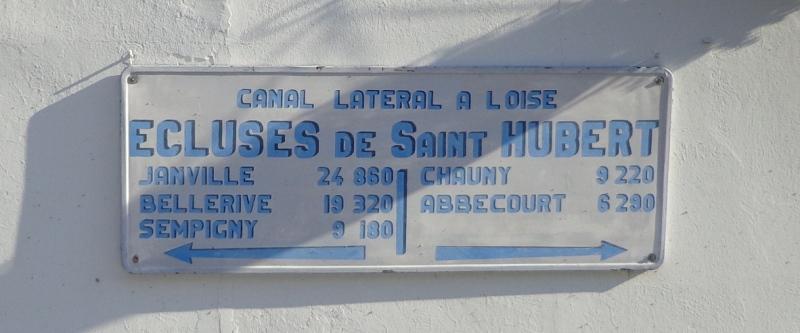 CANAL LATERAL A LOISE
ECLUSES DE SAINT HUBERT
JANVILLE 24 860 CHAUNY 9 220
BELLERIVE 19 320 ABBECOURT 6 290
SEMPIGNY 9 180